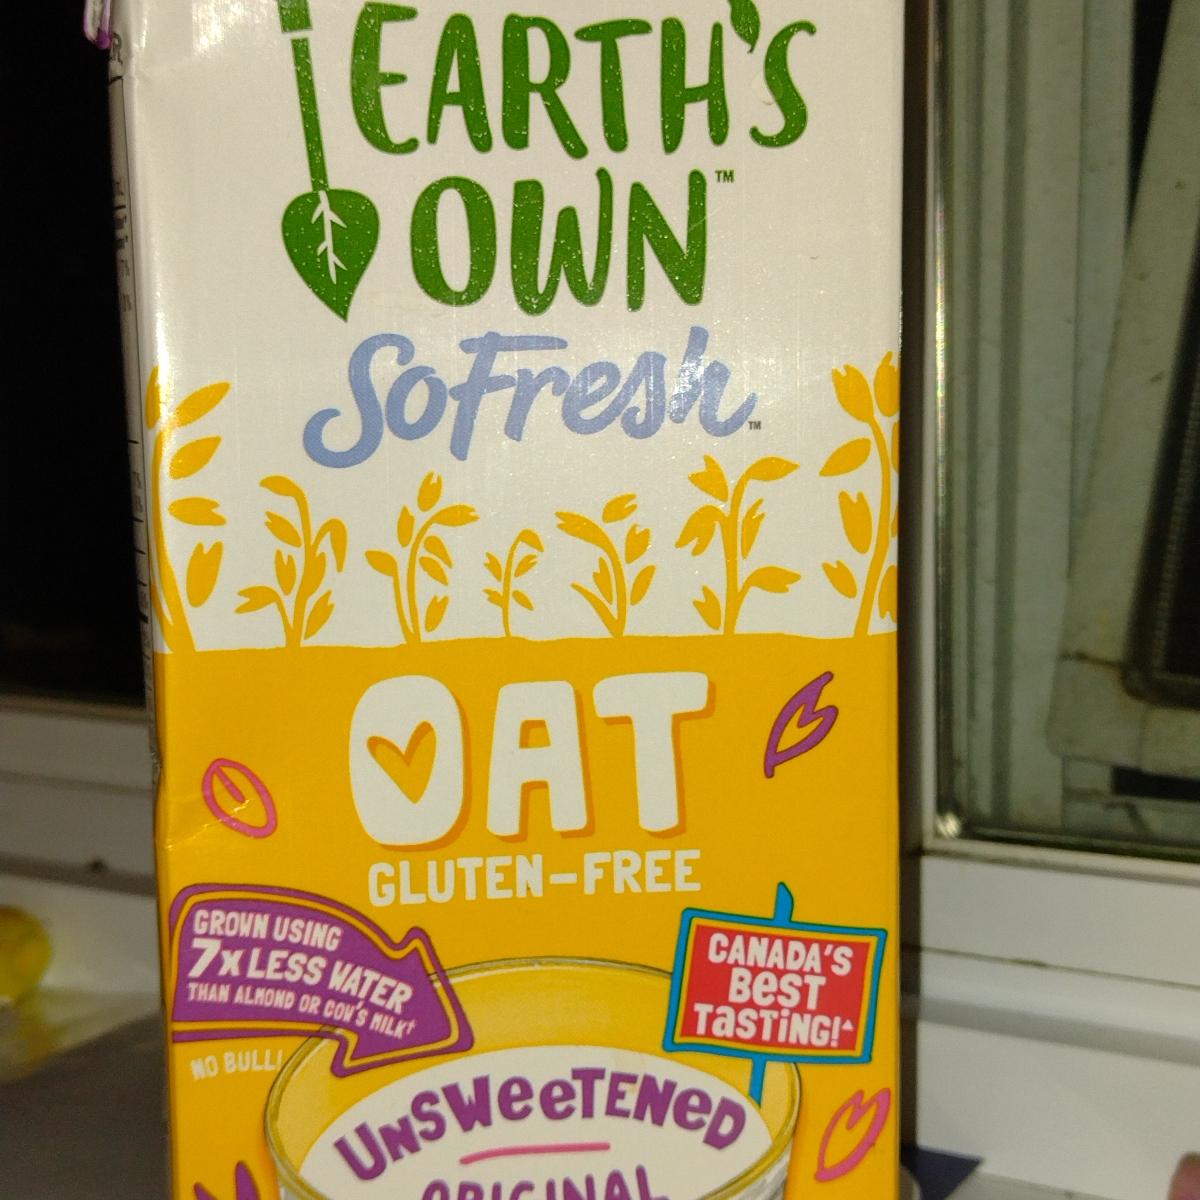 EARTH'S
OWN™
SoFresh™
OAT
GLUTEN-FREE
GROWN USING
7x LESS WATER
THAN ALMOND OR COW'S MILK†
NO BULL!
CANADA'S
BEST
TASTING!▲
UNSWEETENED
ORIGINAL